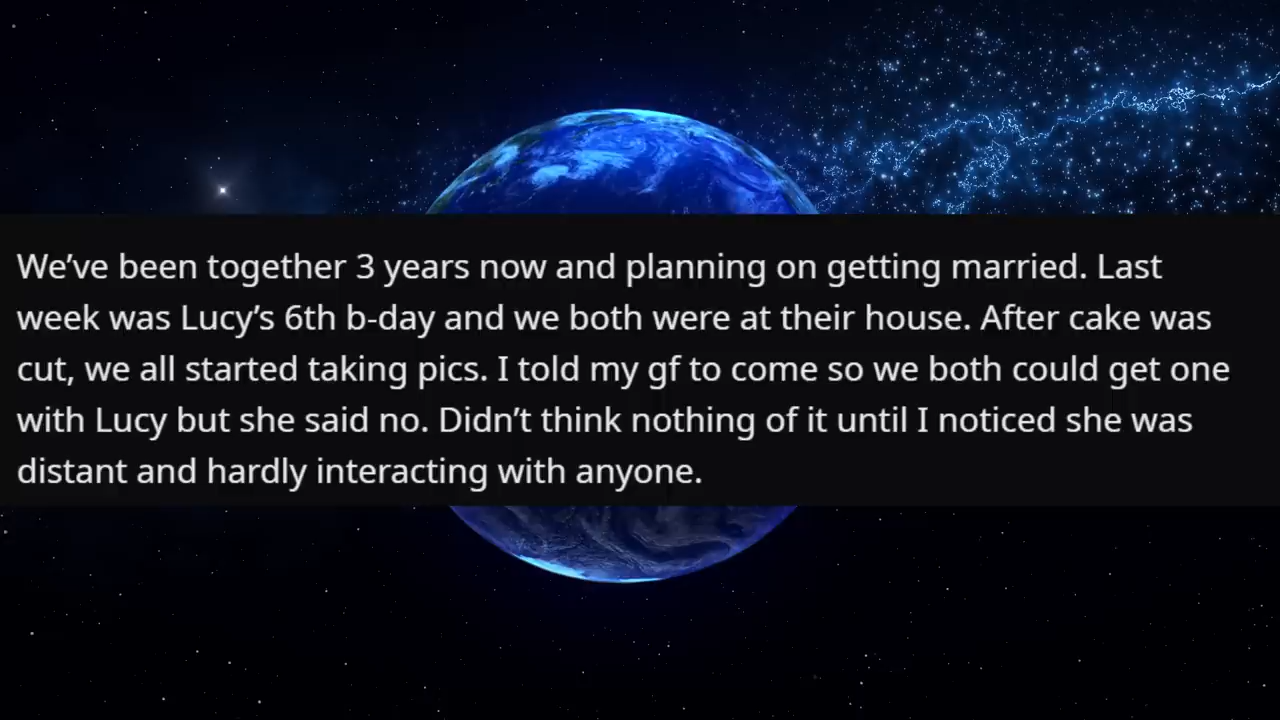 We’ve been together 3 years now and planning on getting married. Last
week was Lucy’s 6th b-day and we both were at their house. After cake was
cut, we all started taking pics. I told my gf to come so we both could get one
with Lucy but she said no. Didn’t think nothing of it until I noticed she was
distant and hardly interacting with anyone.